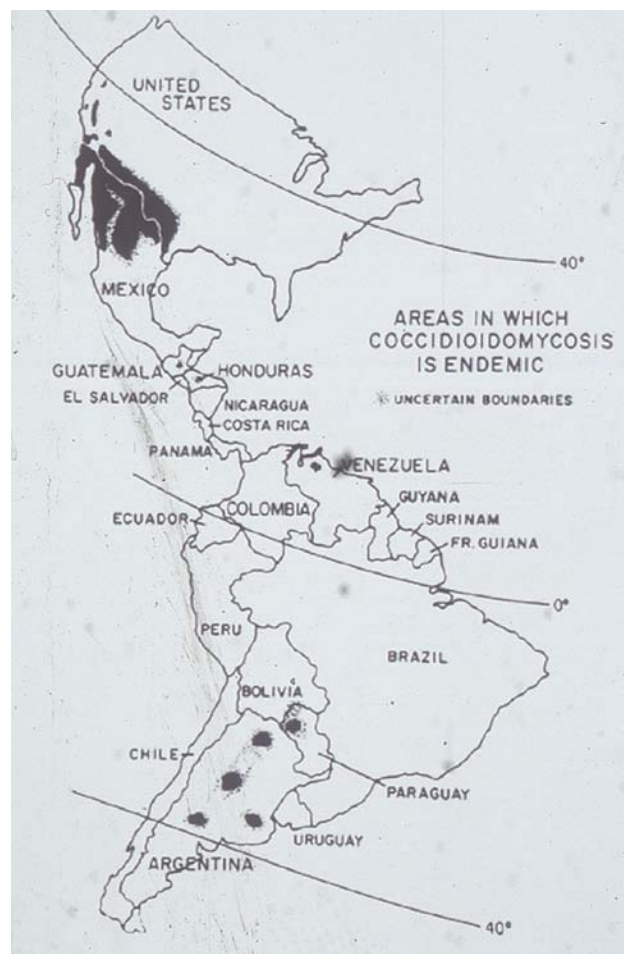 UNITED
STATES
40°
MEXICO
AREAS IN WHICH
COCCIDIOIDOMYCOSIS
IS ENDEMIC
UNCERTAIN BOUNDARIES
GUATEMALA
HONDURAS
EL SALVADOR
NICARAGUA
COSTA RICA
PANAMA
VENEZUELA
COLOMBIA
GUYANA
ECUADOR
SURINAM
FR. GUIANA
0°
PERU
BRAZIL
BOLIVIA
CHILE
PARAGUAY
URUGUAY
ARGENTINA
40°